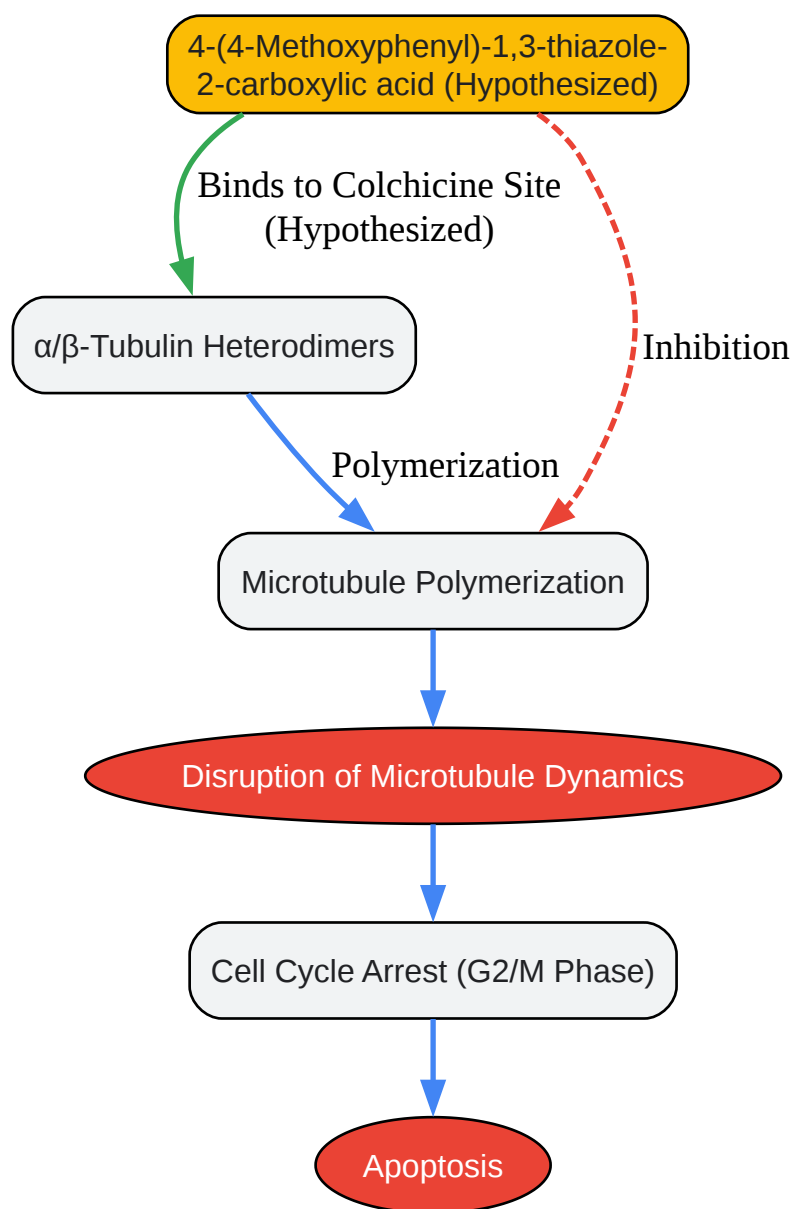 4-(4-Methoxyphenyl)-1,3-thiazole-
2-carboxylic acid (Hypothesized)
Binds to Colchicine Site
(Hypothesized)
α/β-Tubulin Heterodimers
Inhibition
Polymerization
Microtubule Polymerization
Disruption of Microtubule Dynamics
Cell Cycle Arrest (G2/M Phase)
Apoptosis